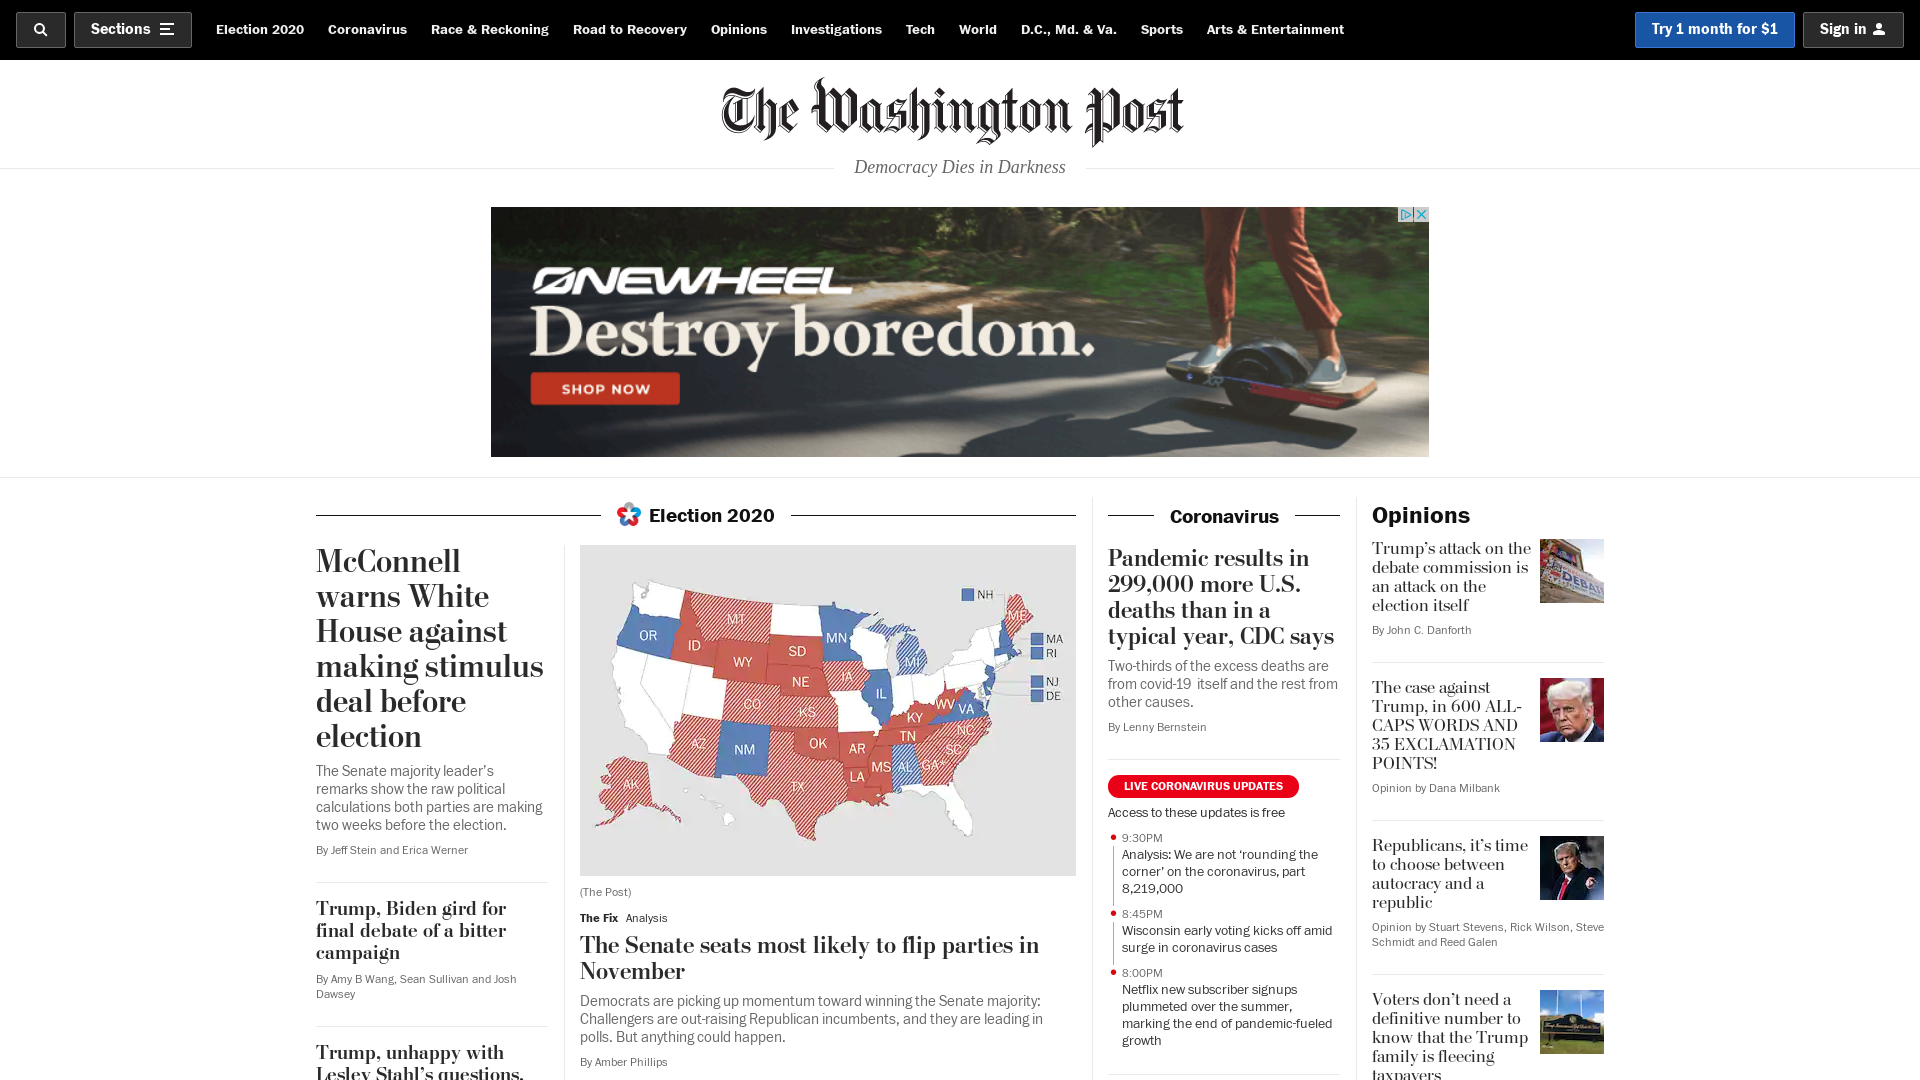 Sections
Election 2020
Coronavirus
Race & Reckoning
Road to Recovery
Opinions
Investigations
Tech
World
D.C., Md. & Va.
Sports
Arts & Entertainment
Try 1 month for $1
Sign in
The Washington Post
Democracy Dies in Darkness
ONEWHEEL
Destroy boredom.
SHOP NOW
Election 2020
McConnell
warns White
House against
making stimulus
deal before
election
The Senate majority leader’s
remarks show the raw political
calculations both parties are making
two weeks before the election.
By Jeff Stein and Erica Werner
Trump, Biden gird for
final debate of a bitter
campaign
By Amy B Wang, Sean Sullivan and Josh
Dawsey
Trump, unhappy with
Lesley Stahl’s questions,
NH
ME
MT
OR
MN
MA
ID
SD
RI
WY
MI
IA
NE
NJ
IL
DE
CO
WV
VA
KS
KY
NC
AZ
NM
OK
AR
TN
SC
MS
AL
GA*
LA
AK
TX
(The Post)
The Fix Analysis
The Senate seats most likely to flip parties in
November
Democrats are picking up momentum toward winning the Senate majority:
Challengers are out-raising Republican incumbents, and they are leading in
polls. But anything could happen.
By Amber Phillips
Coronavirus
Pandemic results in
299,000 more U.S.
deaths than in a
typical year, CDC says
Two-thirds of the excess deaths are
from covid-19 itself and the rest from
other causes.
By Lenny Bernstein
LIVE CORONAVIRUS UPDATES
Access to these updates is free
9:30PM
Analysis: We are not ‘rounding the
corner’ on the coronavirus, part
8,219,000
8:45PM
Wisconsin early voting kicks off amid
surge in coronavirus cases
8:00PM
Netflix new subscriber signups
plummeted over the summer,
marking the end of pandemic-fueled
growth
Opinions
Trump’s attack on the
debate commission is
an attack on the
election itself
By John C. Danforth
DEBATE
The case against
Trump, in 600 ALL-
CAPS WORDS AND
35 EXCLAMATION
POINTS!
Opinion by Dana Milbank
Republicans, it’s time
to choose between
autocracy and a
republic
Opinion by Stuart Stevens, Rick Wilson, Steve
Schmidt and Reed Galen
Voters don’t need a
definitive number to
know that the Trump
family is fleecing
taxpayers